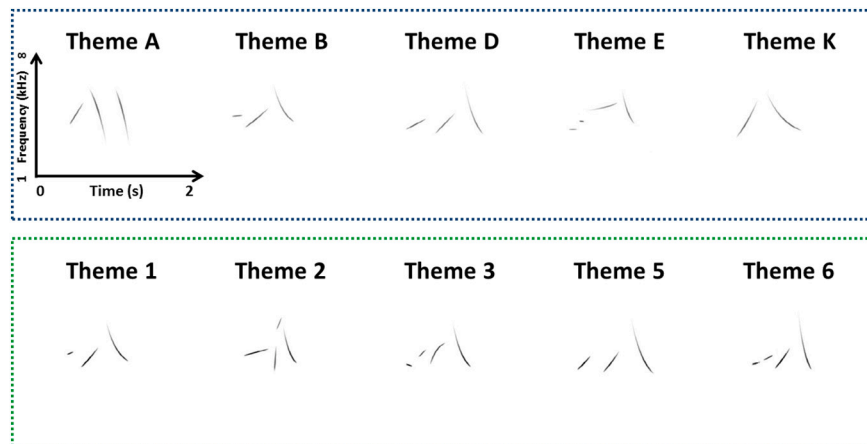 Theme A Theme B Theme D Theme E Theme K
8
Frequency (kHz)
1
0 Time (s) 2
Theme 1 Theme 2 Theme 3 Theme 5 Theme 6